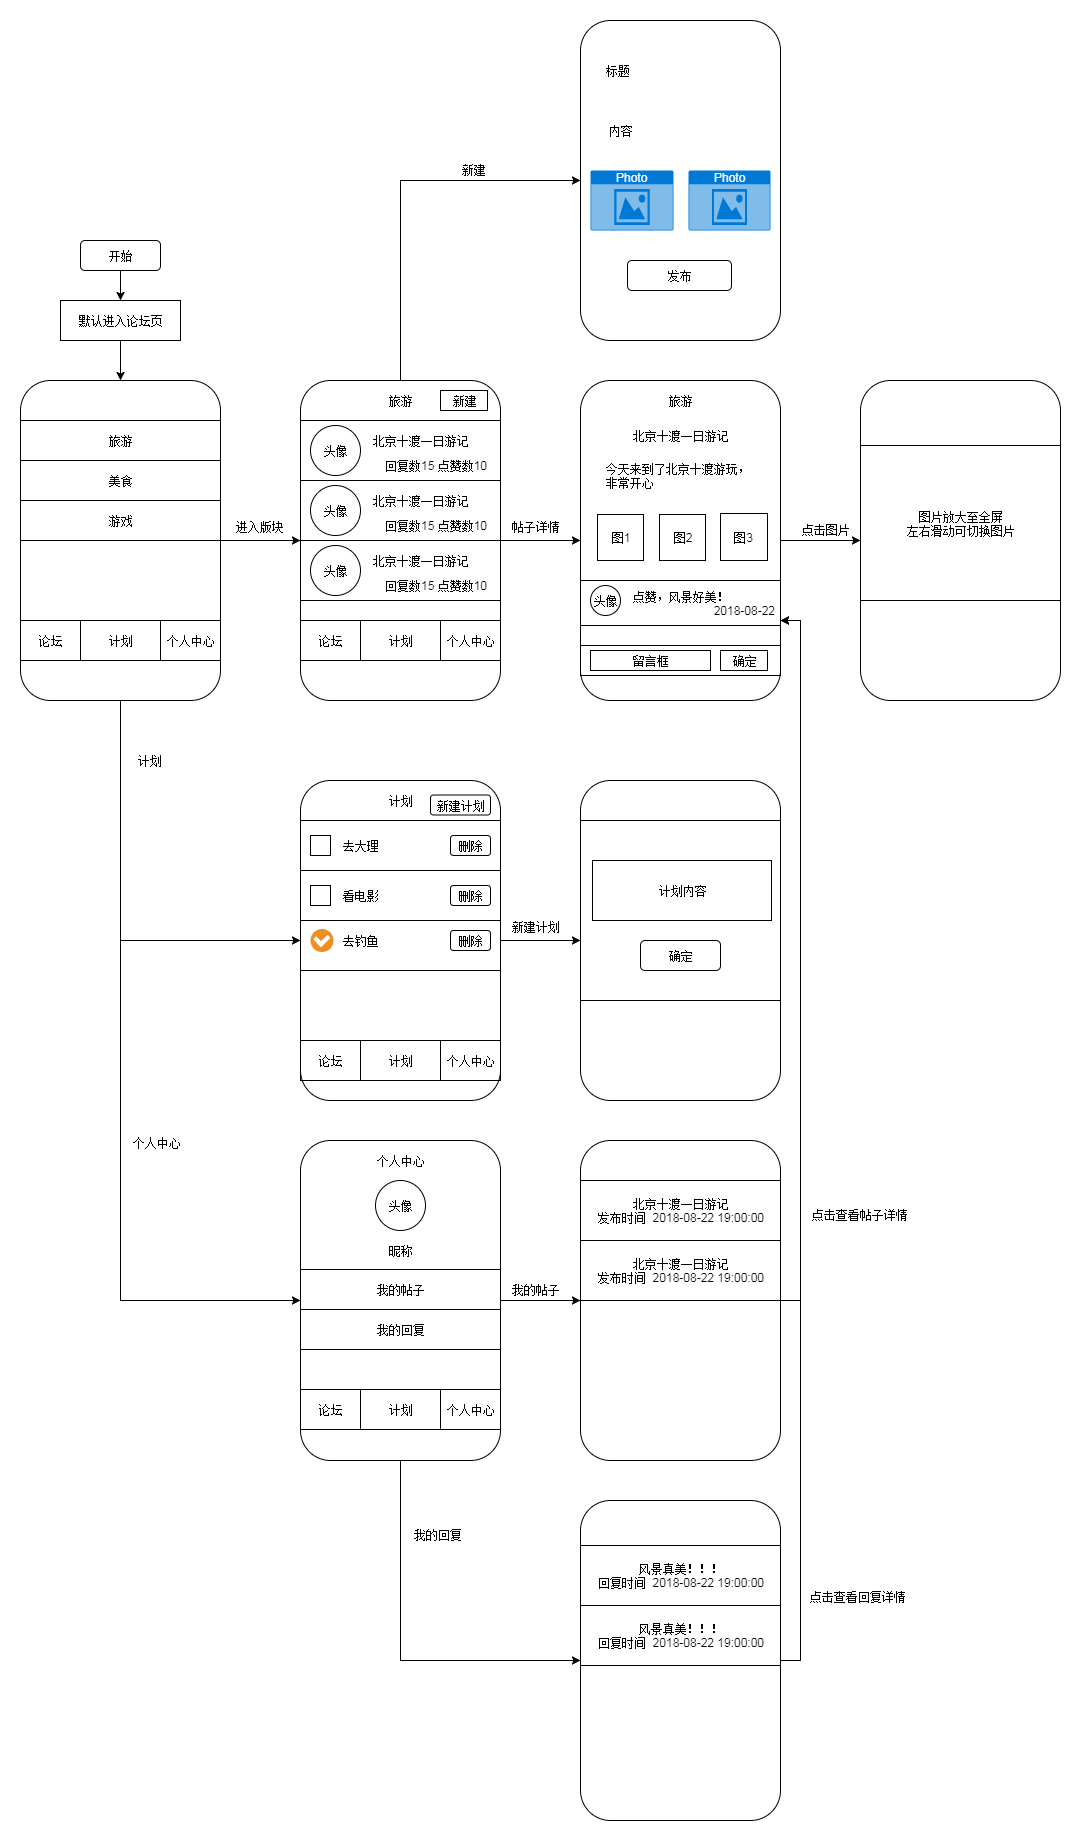 标题
内容
新建
Photo
Photo
发布
开始
默认进入论坛页
旅游
美食
游戏
论坛
计划
个人中心
进入版块
旅游
新建
头像
北京十渡一日游记
回复数15 点赞数10
头像
北京十渡一日游记
回复数15 点赞数10
头像
北京十渡一日游记
回复数15 点赞数10
论坛
计划
个人中心
帖子详情
旅游
北京十渡一日游记
今天来到了北京十渡游玩，
非常开心
图1
图2
图3
头像
点赞，风景好美！
2018-08-22
留言框
确定
点击图片
图片放大至全屏
左右滑动可切换图片
计划
计划
新建计划
去大理
删除
看电影
删除
去钓鱼
删除
论坛
计划
个人中心
新建计划
计划内容
确定
个人中心
个人中心
头像
昵称
我的帖子
我的回复
论坛
计划
个人中心
我的帖子
北京十渡一日游记
发布时间 2018-08-22 19:00:00
北京十渡一日游记
发布时间 2018-08-22 19:00:00
点击查看帖子详情
我的回复
风景真美！！！
回复时间 2018-08-22 19:00:00
风景真美！！！
回复时间 2018-08-22 19:00:00
点击查看回复详情